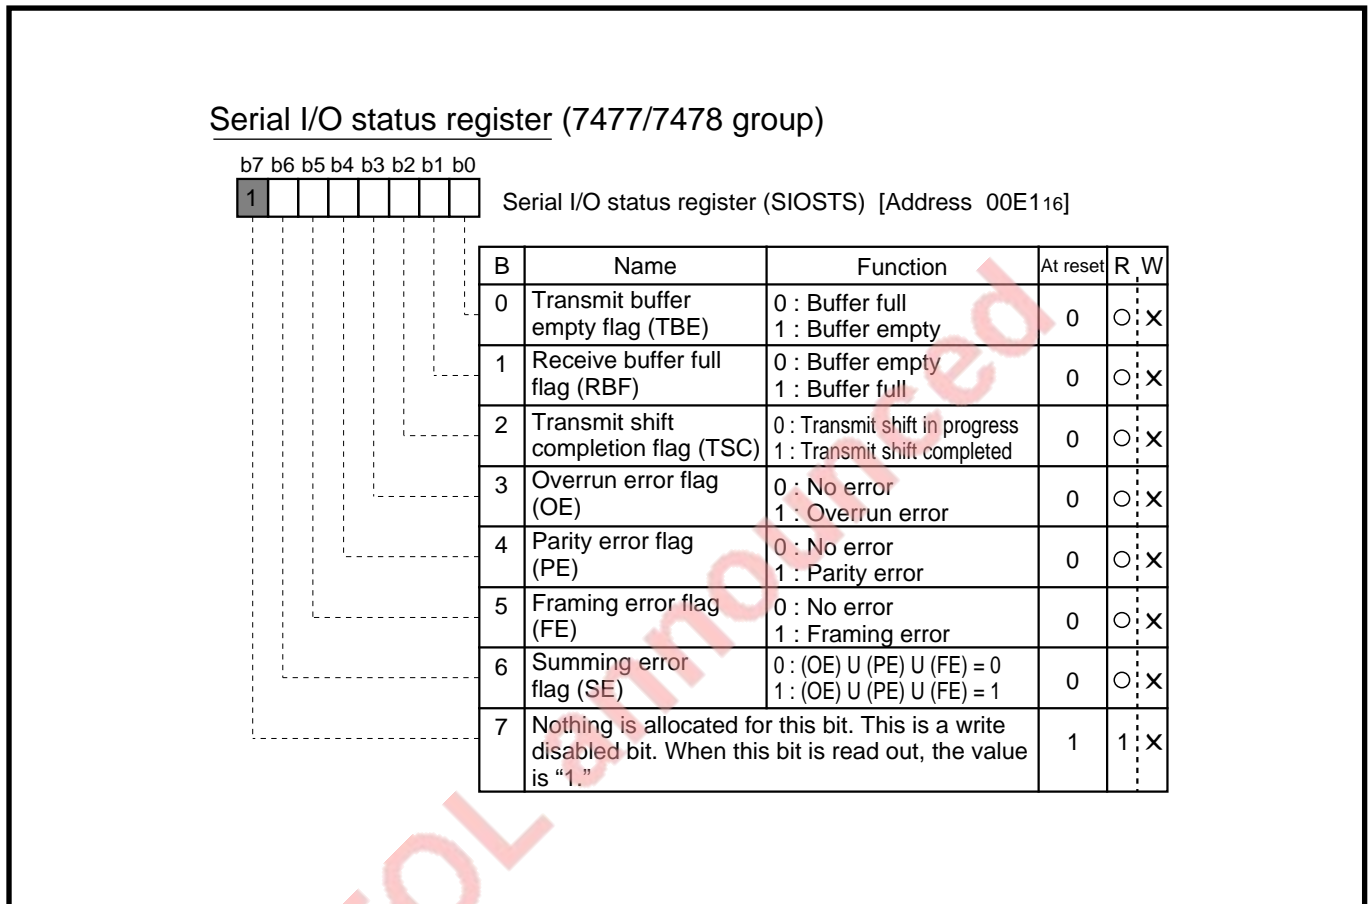 Serial I/O status register (7477/7478 group)
b7 b6 b5 b4 b3 b2 b1 b0
1
Serial I/O status register (SIOSTS) [Address 00E116]
B Name Function At reset R W
0 Transmit buffer empty flag (TBE) 0 : Buffer full 1 : Buffer empty 0 ○ ×
1 Receive buffer full flag (RBF) 0 : Buffer empty 1 : Buffer full 0 ○ ×
2 Transmit shift completion flag (TSC) 0 : Transmit shift in progress 1 : Transmit shift completed 0 ○ ×
3 Overrun error flag (OE) 0 : No error 1 : Overrun error 0 ○ ×
4 Parity error flag (PE) 0 : No error 1 : Parity error 0 ○ ×
5 Framing error flag (FE) 0 : No error 1 : Framing error 0 ○ ×
6 Summing error flag (SE) 0 : (OE) U (PE) U (FE) = 0 1 : (OE) U (PE) U (FE) = 1 0 ○ ×
7 Nothing is allocated for this bit. This is a write disabled bit. When this bit is read out, the value is “1.” 1 1 ×
EOL announced